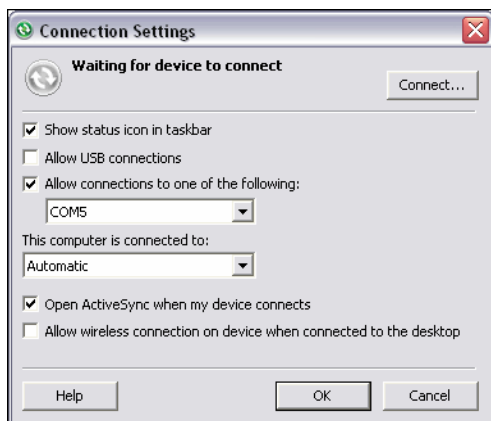 Connection Settings
Waiting for device to connect
Connect...
Show status icon in taskbar
Allow USB connections
Allow connections to one of the following:
COM5
This computer is connected to:
Automatic
Open ActiveSync when my device connects
Allow wireless connection on device when connected to the desktop
Help
OK
Cancel